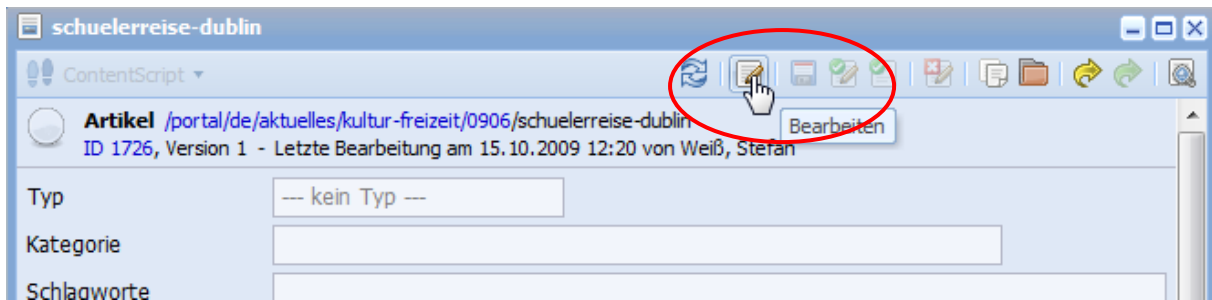 schuelerreise-dublin
ContentScript
Artikel /portal/de/aktuelles/kultur-freizeit/0906/schuelerreise-dublin
Bearbeiten
ID 1726, Version 1 - Letzte Bearbeitung am 15.10.2009 12:20 von Weiß, Stefan
Typ
--- kein Typ ---
Kategorie
Schlagworte